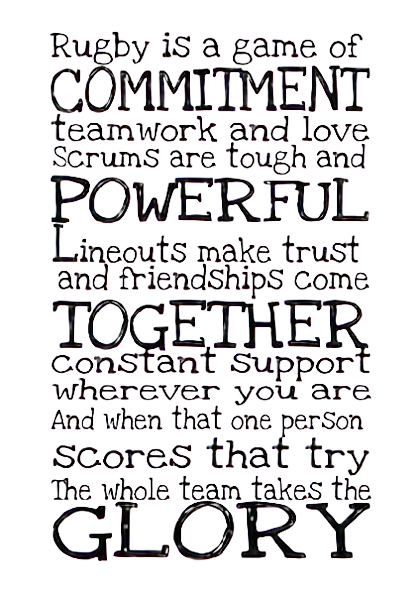 Rugby is a game of
COMMITMENT
teamwork and love
Scrums are tough and
POWERFUL
Lineouts make trust
and friendships come
TOGETHER
constant support
wherever you are
And when that one person
scores that try
The whole team takes the
GLORY